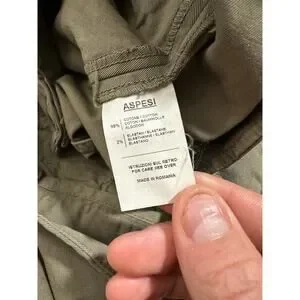 ASPESI
98% COTONE / COTTON
COTON / BAUMWOLLE
ALGODON
2% ELASTAN / ELASTANE
ELASTHANNE / ELASTHAN
ELASTANO
ISTRUZIONI SUL RETRO
FOR CARE SEE OVER
MADE IN ROMANIA